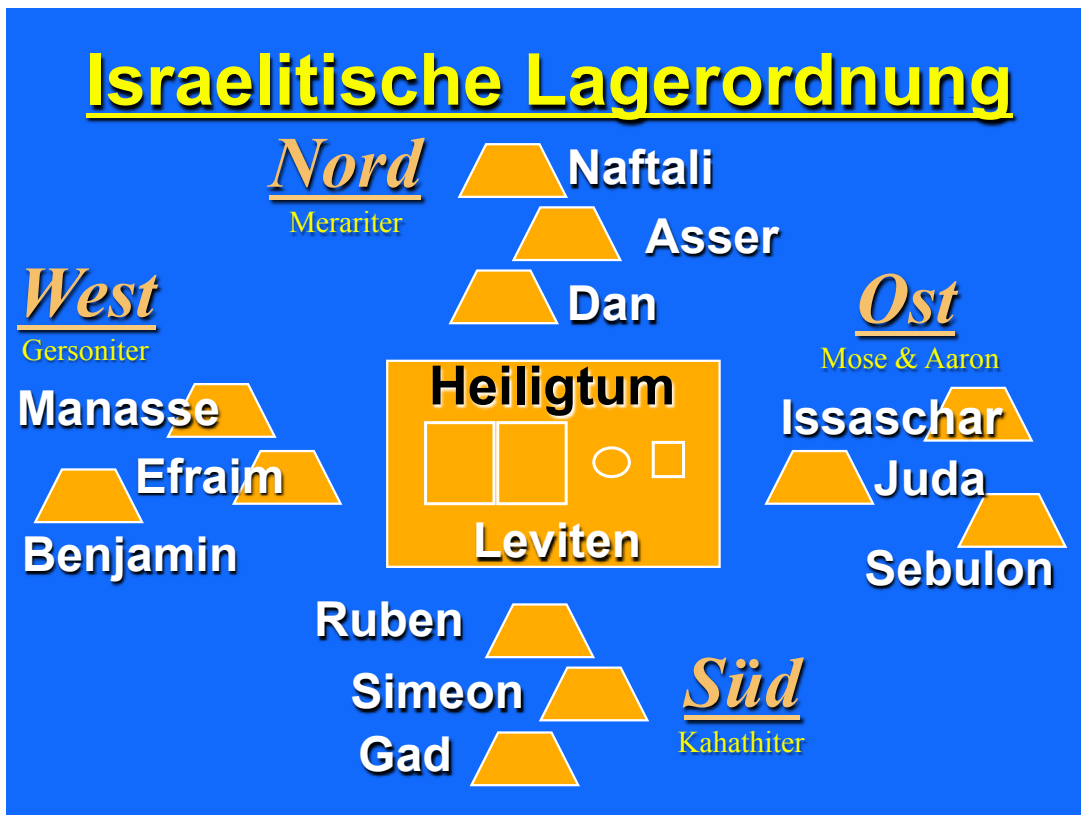 Israelitische Lagerordnung
Nord
Merariter
Naftali
Asser
Dan
West
Gersoniter
Manasse
Efraim
Benjamin
Heiligtum
Leviten
Ost
Mose & Aaron
Issaschar
Juda
Sebulon
Ruben
Simeon
Gad
Süd
Kahathiter